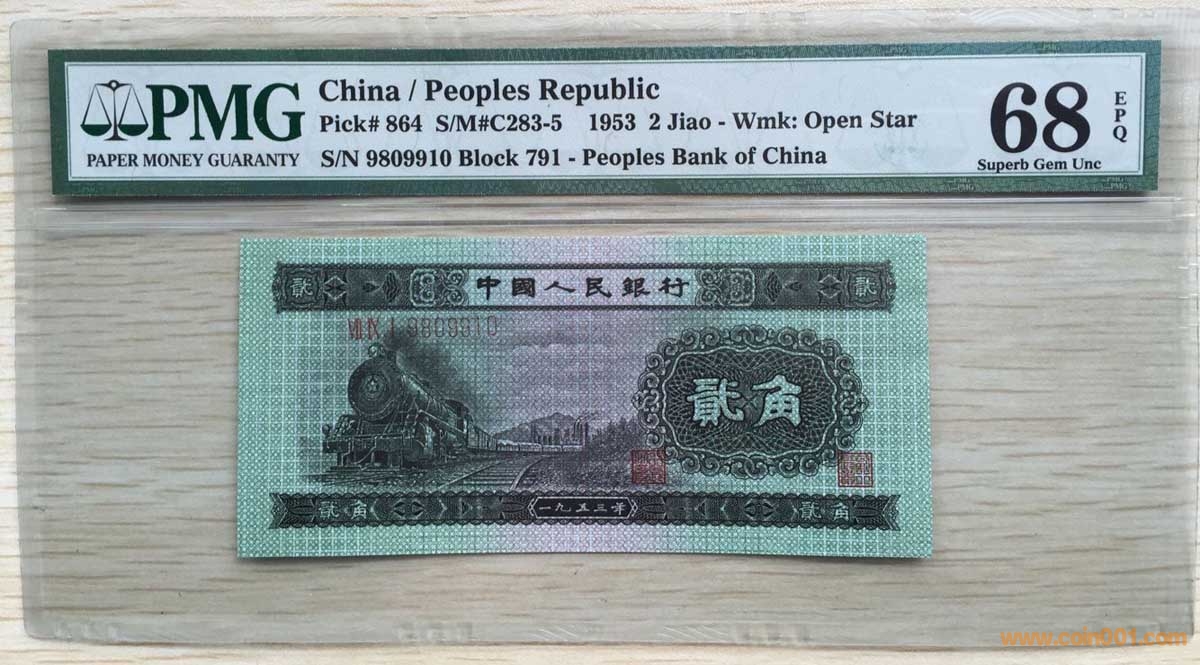 PMG
PAPER MONEY GUARANTY
China / Peoples Republic
Pick# 864 S/M#C283-5 1953 2 Jiao - Wmk: Open Star
S/N 9809910 Block 791 - Peoples Bank of China
68
EPQ
Superb Gem Unc
貳 中國人民銀行 貳
VII IX I 9809910
貳角
貳角 一九五三年 貳角
www.coin001.com